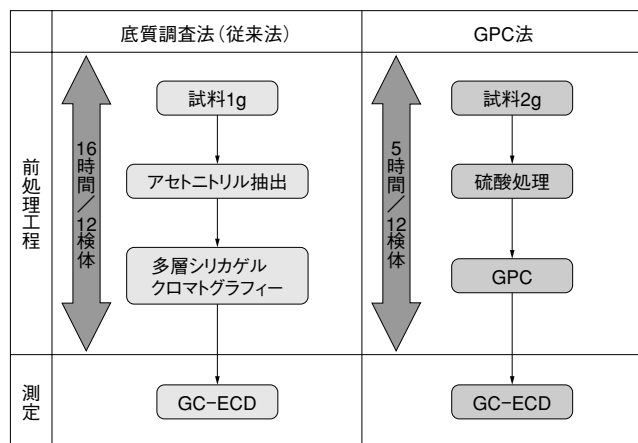 底質調査法（従来法）
GPC法
前処理工程
16時間／12検体
試料1g
アセトニトリル抽出
多層シリカゲル
クロマトグラフィー
5時間／12検体
試料2g
硫酸処理
GPC
測定
GC-ECD
GC-ECD